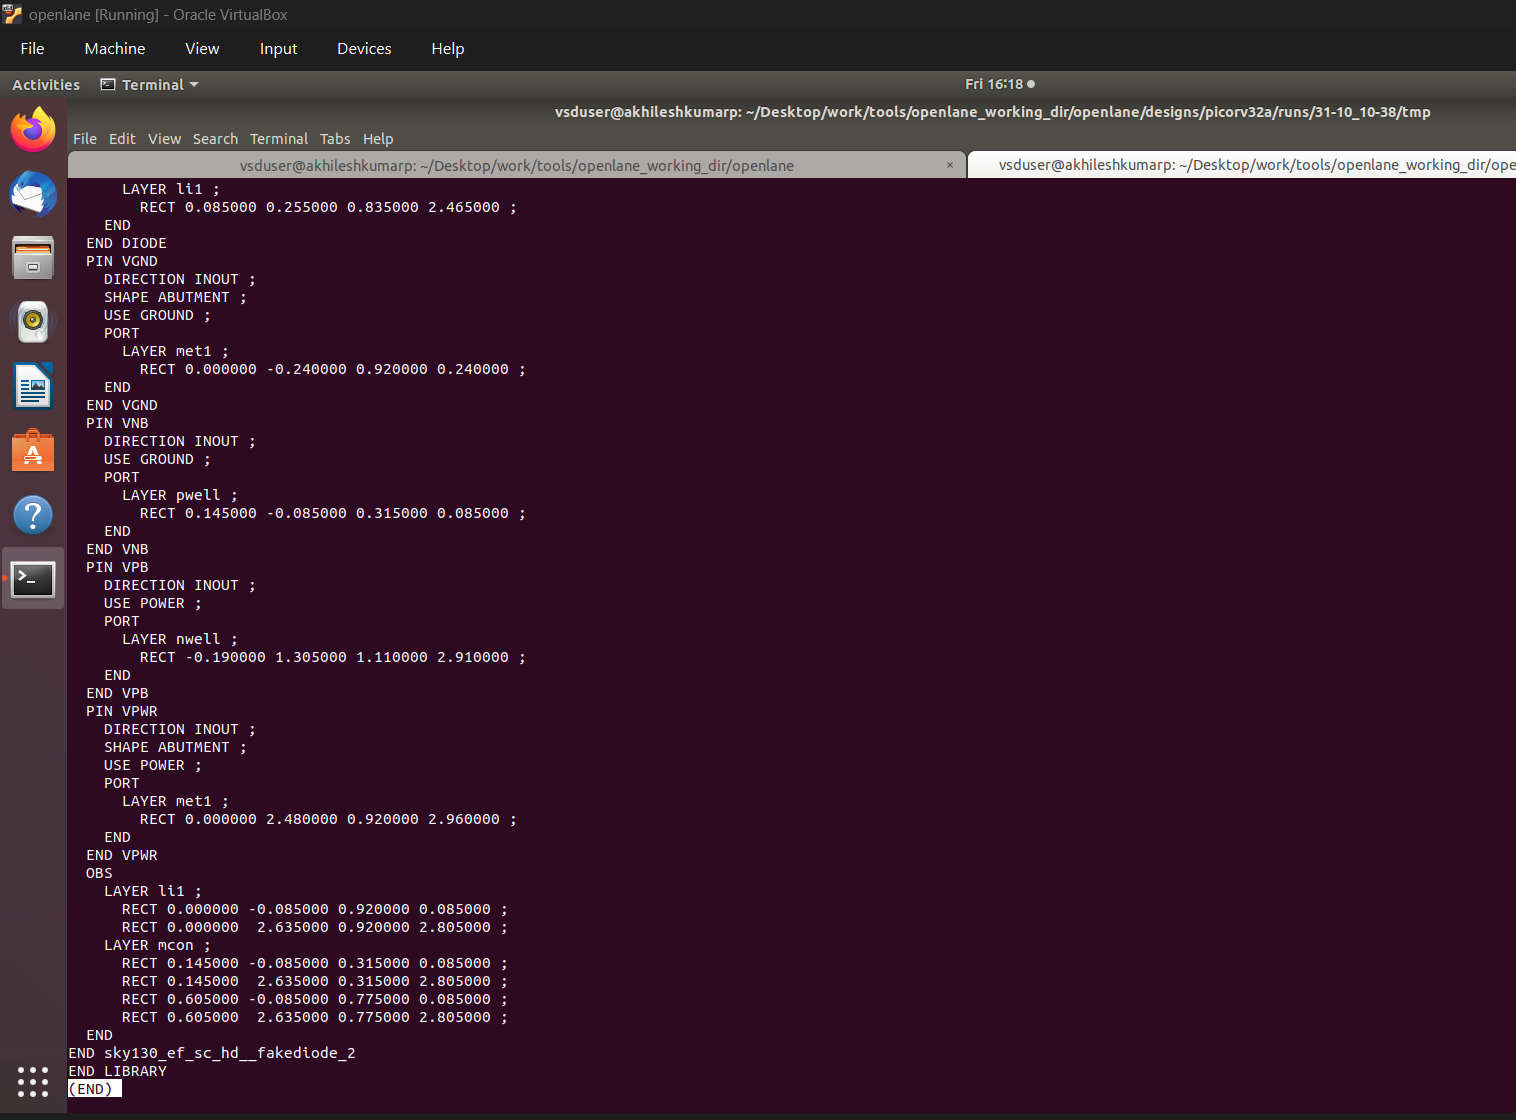 openlane [Running] - Oracle VirtualBox
File Machine View Input Devices Help
Activities Terminal Fri 16:18
vsduser@akhileshkumarp: ~/Desktop/work/tools/openlane_working_dir/openlane/designs/picorv32a/runs/31-10_10-38/tmp
File Edit View Search Terminal Tabs Help
vsduser@akhileshkumarp: ~/Desktop/work/tools/openlane_working_dir/openlane × vsduser@akhileshkumarp: ~/Desktop/work/tools/openlane_working_dir/ope
LAYER li1 ;
RECT 0.085000 0.255000 0.835000 2.465000 ;
END
END DIODE
PIN VGND
DIRECTION INOUT ;
SHAPE ABUTMENT ;
USE GROUND ;
PORT
LAYER met1 ;
RECT 0.000000 -0.240000 0.920000 0.240000 ;
END
END VGND
PIN VNB
DIRECTION INOUT ;
USE GROUND ;
PORT
LAYER pwell ;
RECT 0.145000 -0.085000 0.315000 0.085000 ;
END
END VNB
PIN VPB
DIRECTION INOUT ;
USE POWER ;
PORT
LAYER nwell ;
RECT -0.190000 1.305000 1.110000 2.910000 ;
END
END VPB
PIN VPWR
DIRECTION INOUT ;
SHAPE ABUTMENT ;
USE POWER ;
PORT
LAYER met1 ;
RECT 0.000000 2.480000 0.920000 2.960000 ;
END
END VPWR
OBS
LAYER li1 ;
RECT 0.000000 -0.085000 0.920000 0.085000 ;
RECT 0.000000  2.635000 0.920000 2.805000 ;
LAYER mcon ;
RECT 0.145000 -0.085000 0.315000 0.085000 ;
RECT 0.145000  2.635000 0.315000 2.805000 ;
RECT 0.605000 -0.085000 0.775000 0.085000 ;
RECT 0.605000  2.635000 0.775000 2.805000 ;
END
END sky130_ef_sc_hd__fakediode_2
END LIBRARY
(END)